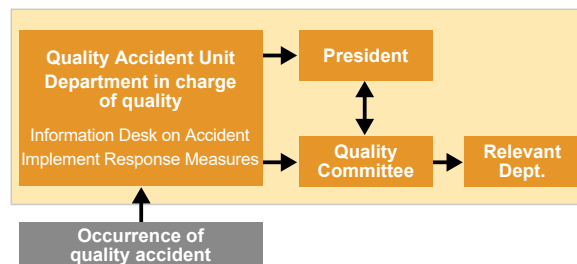 Quality Accident Unit
Department in charge
of quality
Information Desk on Accident
Implement Response Measures
President
Quality
Committee
Relevant
Dept.
Occurrence of
quality accident